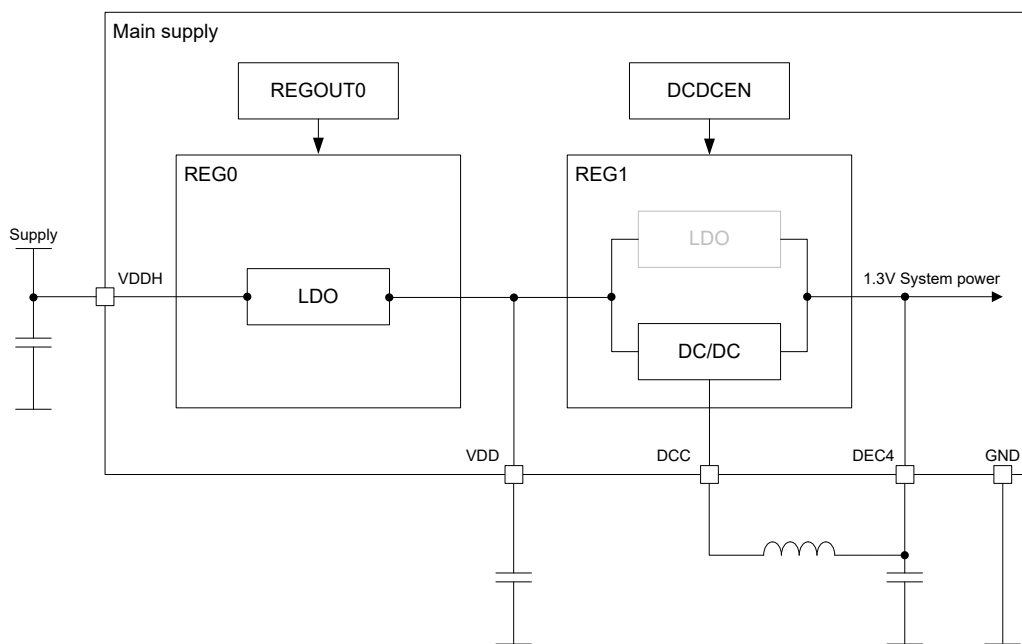 Main supply
REGOUT0
DCDCEN
REG0
REG1
LDO
Supply
VDDH
LDO
1.3V System power
DC/DC
VDD
DCC
DEC4
GND